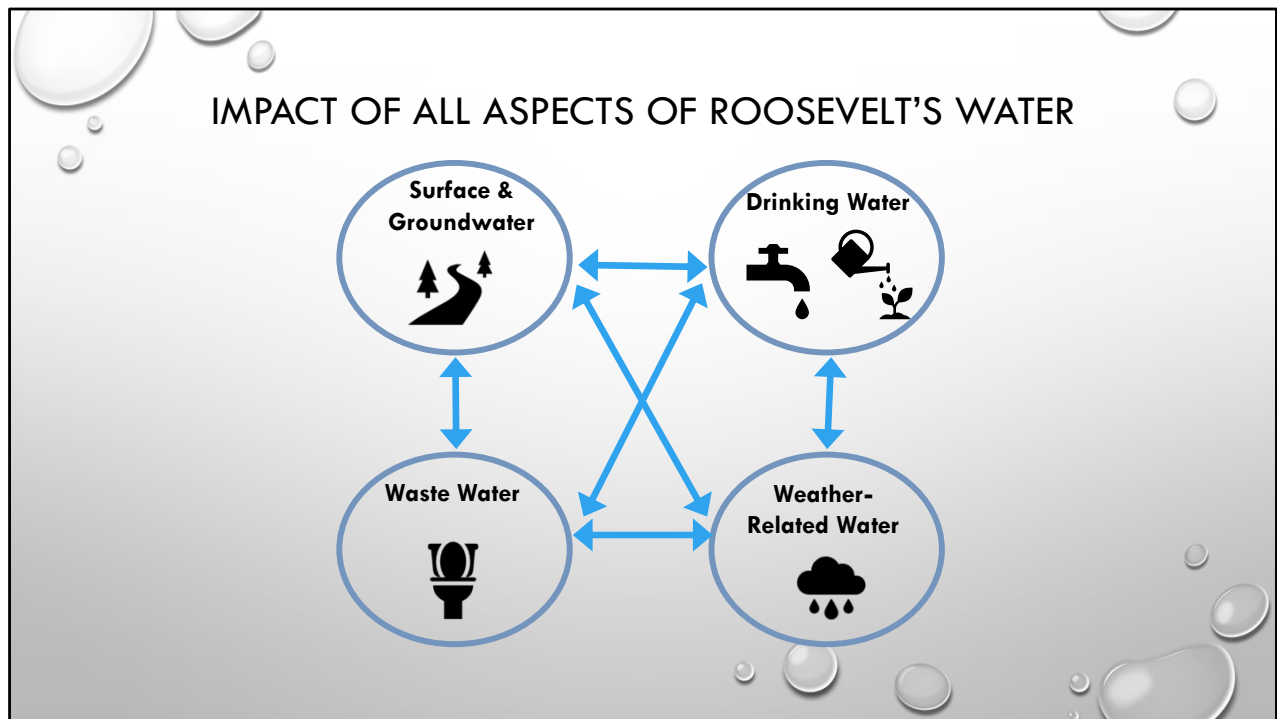 IMPACT OF ALL ASPECTS OF ROOSEVELT’S WATER
Surface &
Groundwater
Drinking Water
Waste Water
Weather-
Related Water